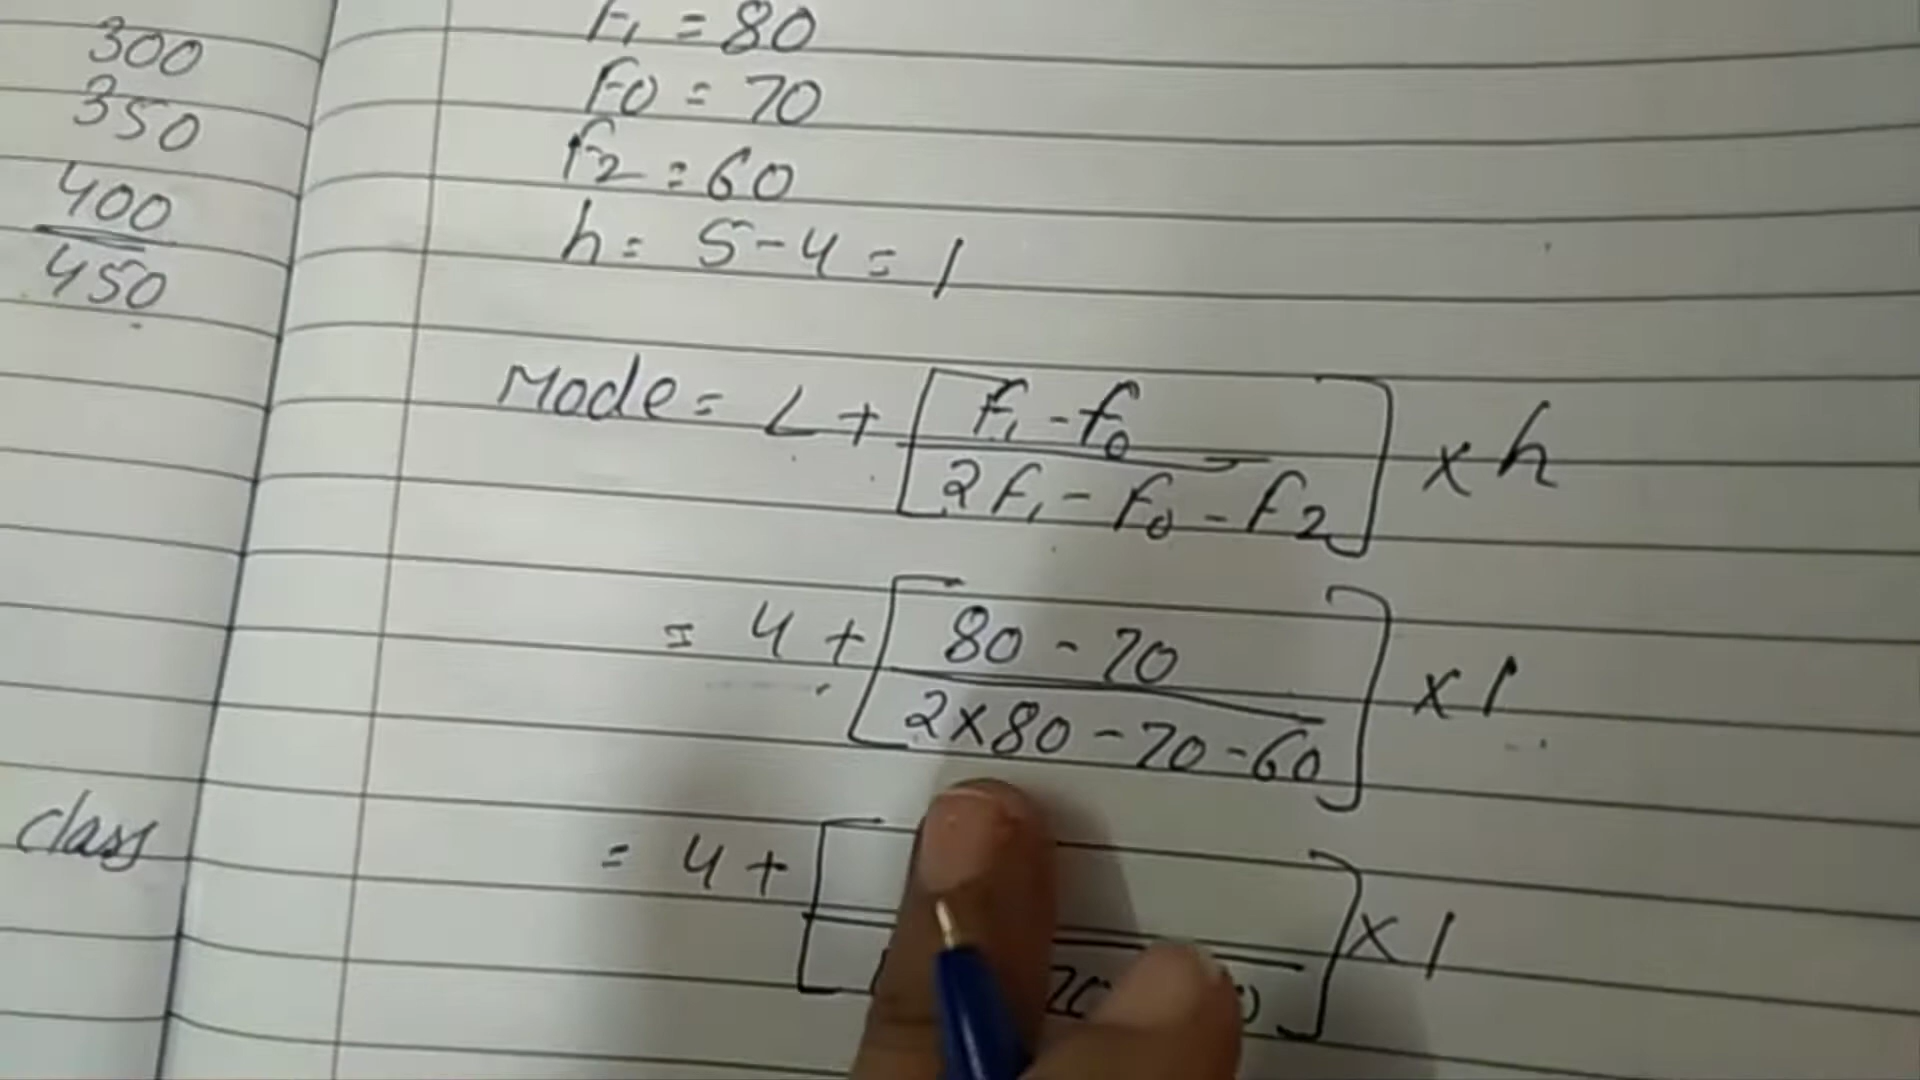 300
350
400
450
class
F1 = 80
F0 = 70
F2 = 60
h = 5 - 4 = 1
Mode = L + [F1 - f0 / 2F1 - F0 - F2] x h
= 4 + [80 - 70 / 2x80 - 70 - 60] x 1
= 4 + [ ] x 1